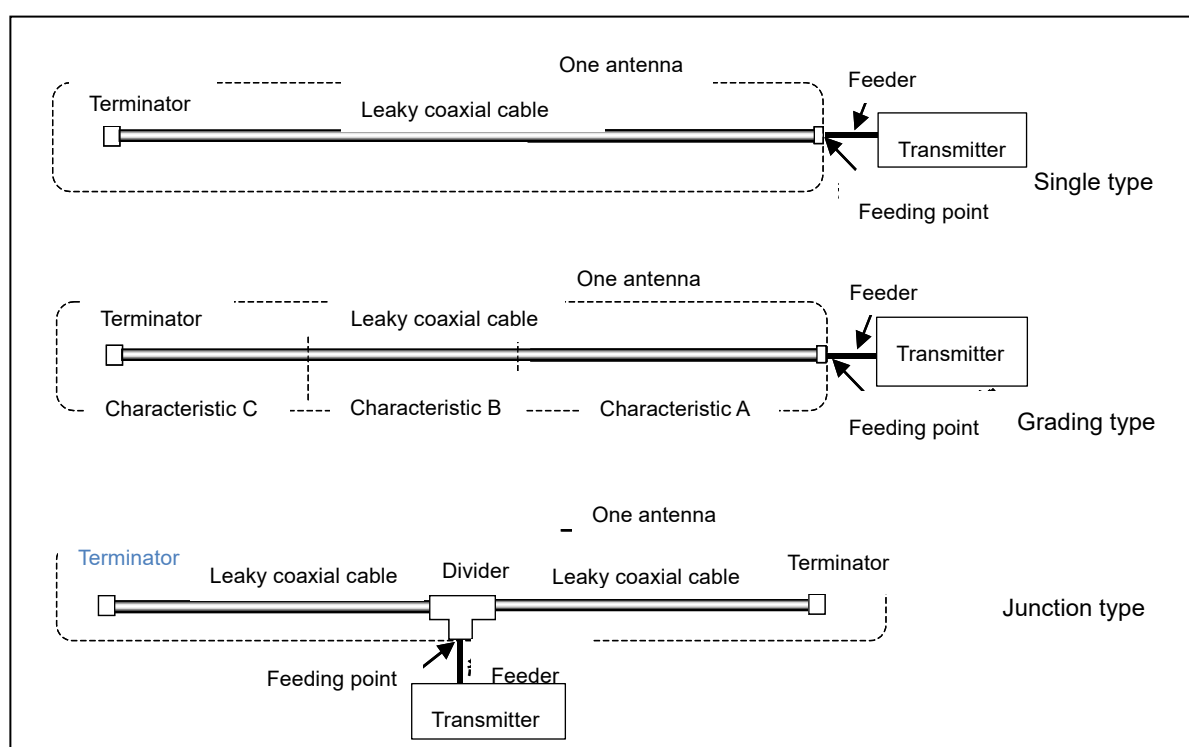 One antenna
Feeder
Terminator
Leaky coaxial cable
Transmitter
Single type
Feeding point
One antenna
Feeder
Terminator
Leaky coaxial cable
Transmitter
Characteristic C
Characteristic B
Characteristic A
Feeding point
Grading type
One antenna
Terminator
Leaky coaxial cable
Divider
Leaky coaxial cable
Terminator
Junction type
Feeding point
Feeder
Transmitter